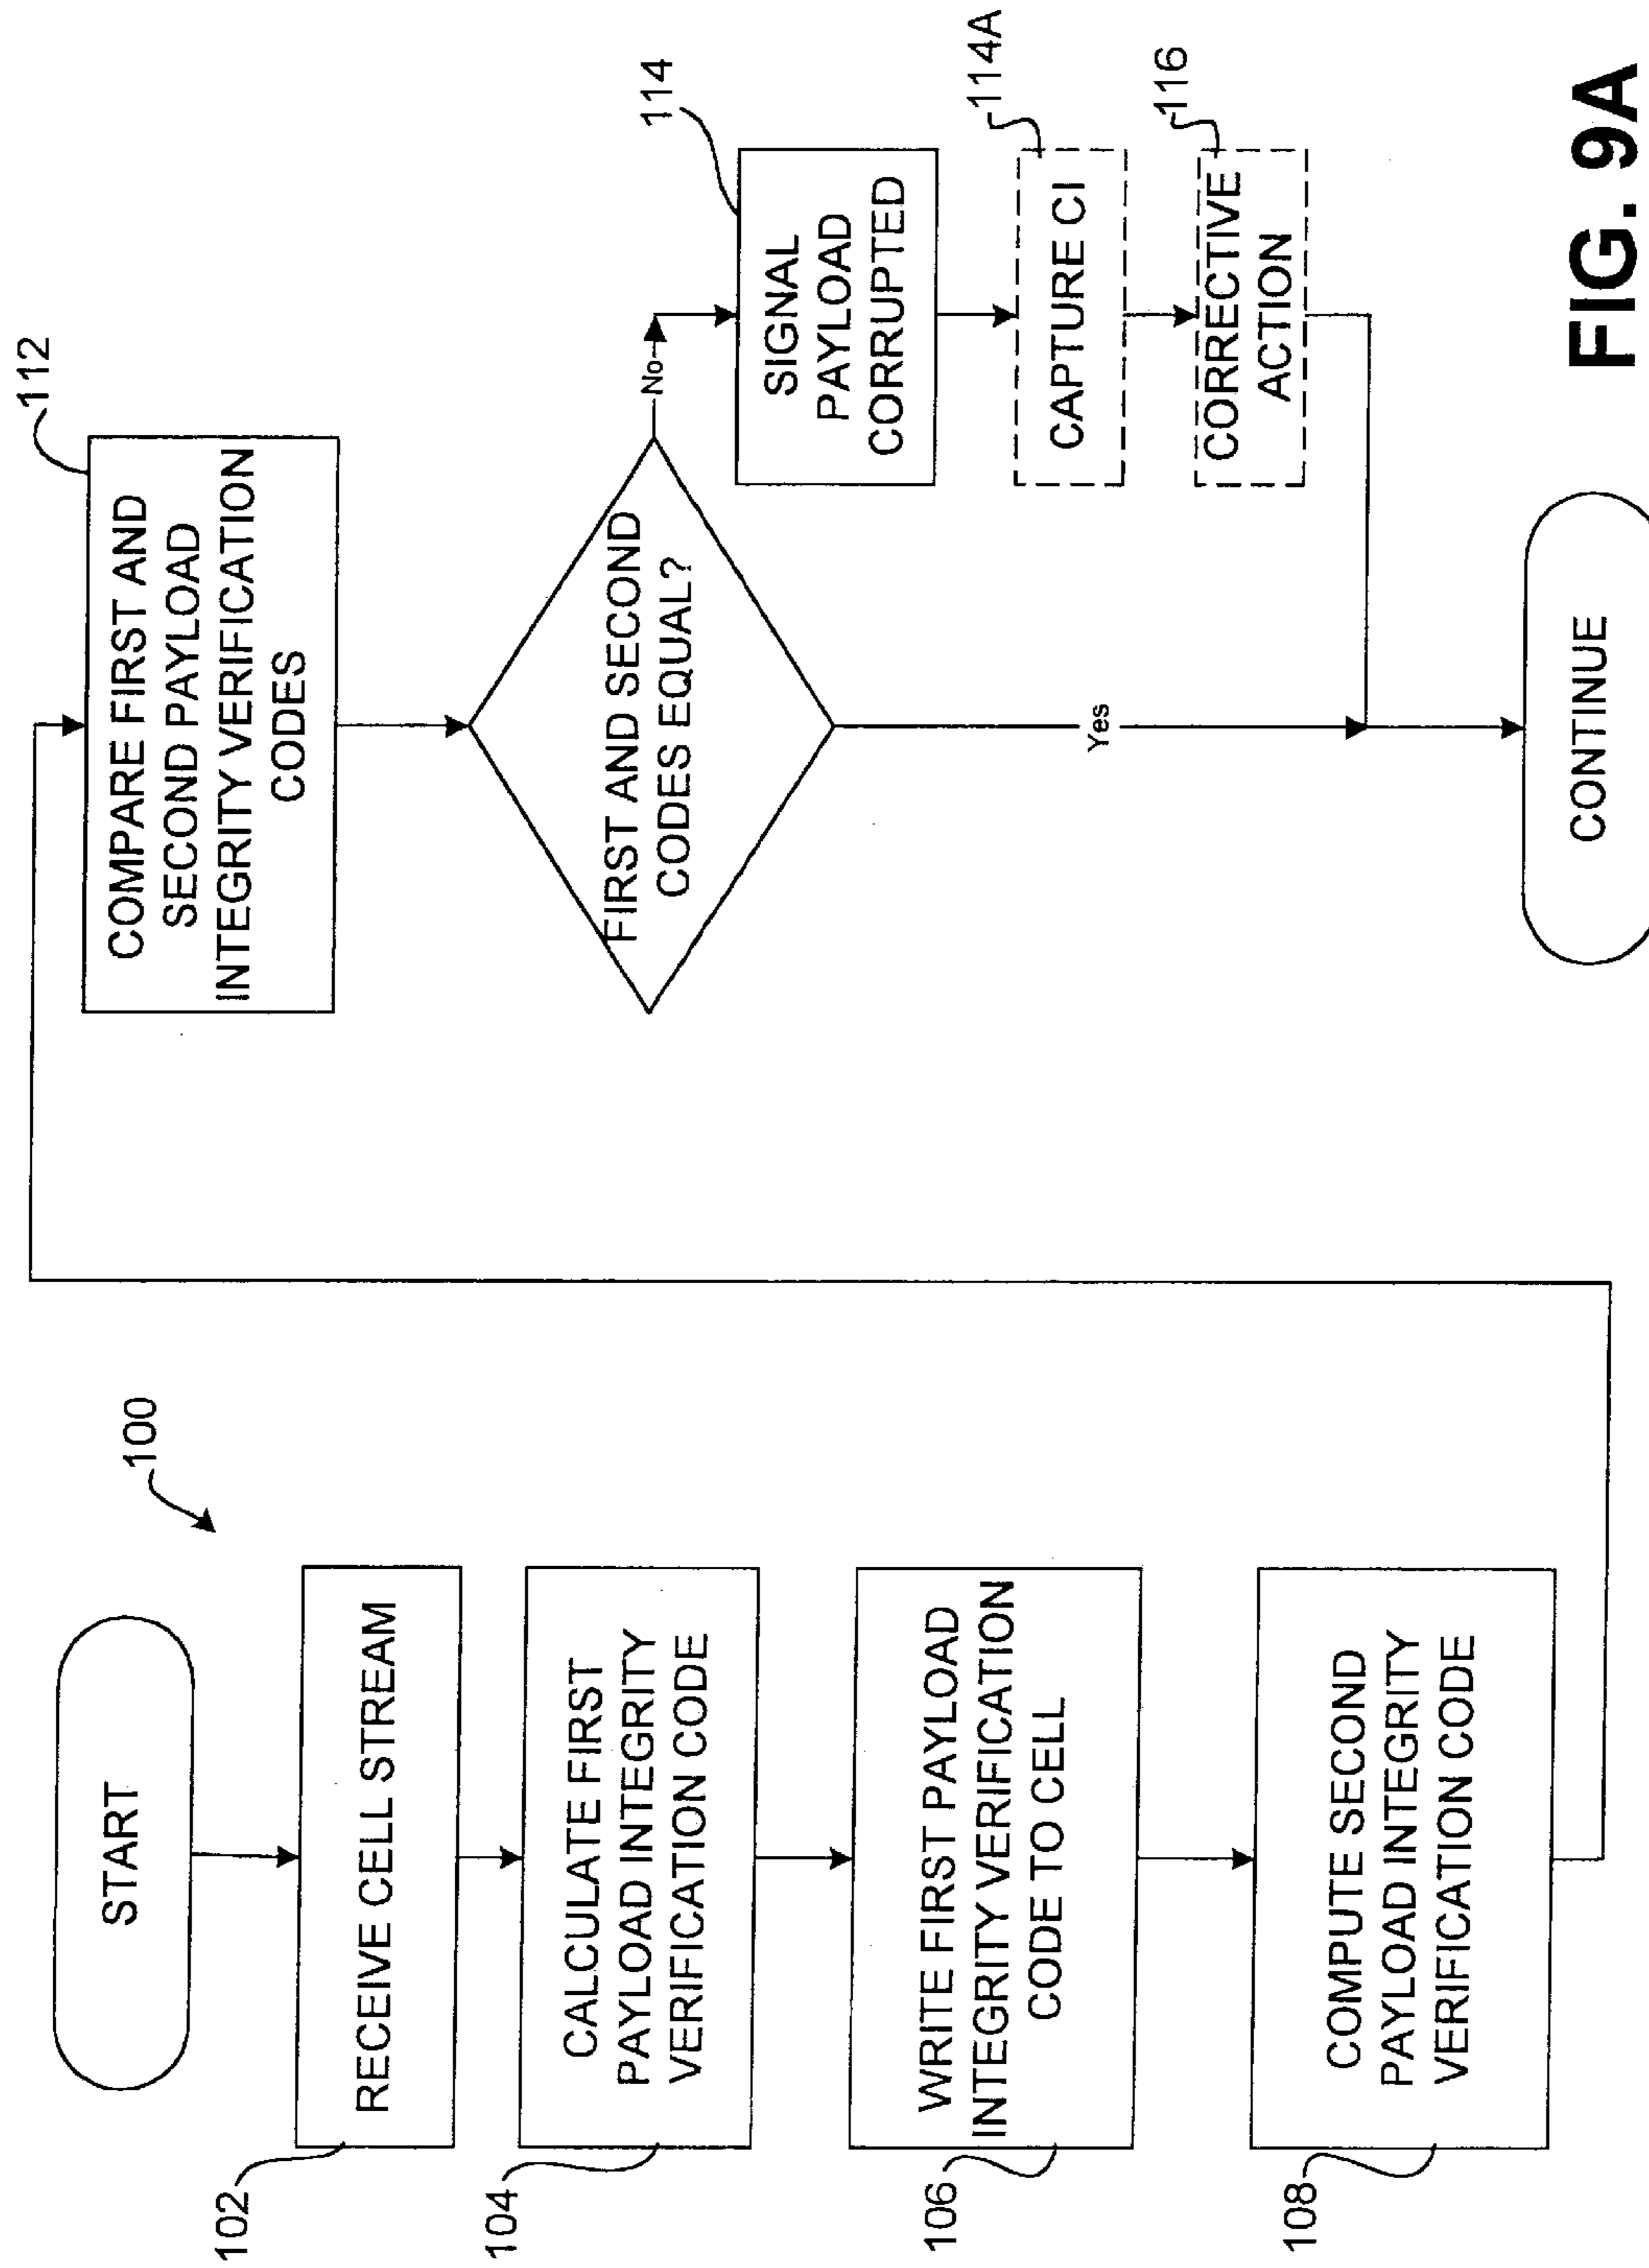 100
START
102
RECEIVE CELL STREAM
104
CALCULATE FIRST
PAYLOAD INTEGRITY
VERIFICATION CODE
106
WRITE FIRST PAYLOAD
INTEGRITY VERIFICATION
CODE TO CELL
108
COMPUTE SECOND
PAYLOAD INTEGRITY
VERIFICATION CODE
112
COMPARE FIRST AND
SECOND PAYLOAD
INTEGRITY VERIFICATION
CODES
FIRST AND SECOND
CODES EQUAL?
No
114
SIGNAL
PAYLOAD
CORRUPTED
114A
CAPTURE CI
116
CORRECTIVE
ACTION
Yes
CONTINUE
FIG. 9A